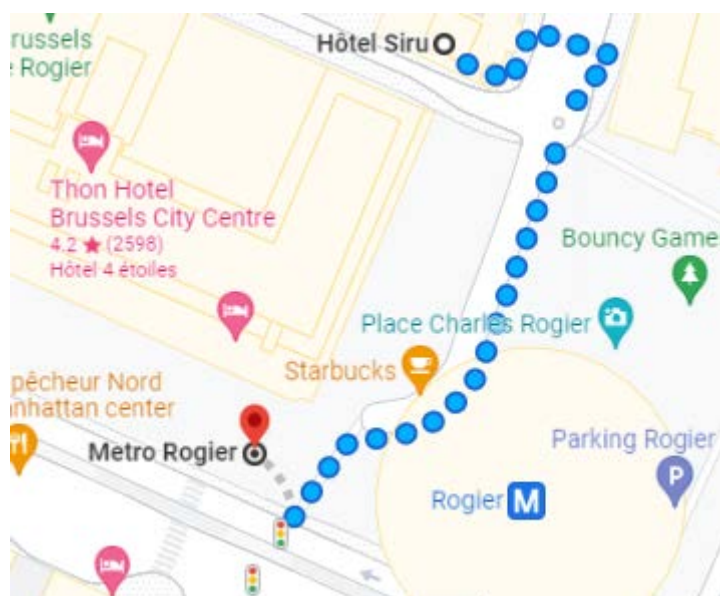 russels
Hôtel Siru
Rogier
Thon Hotel
Brussels City Centre
4.2 ★ (2598)
Hôtel 4 étoiles
Bouncy Game
Place Charles Rogier
Starbucks
pêcheur Nord
anhattan center
Metro Rogier
Parking Rogier
P
Rogier M